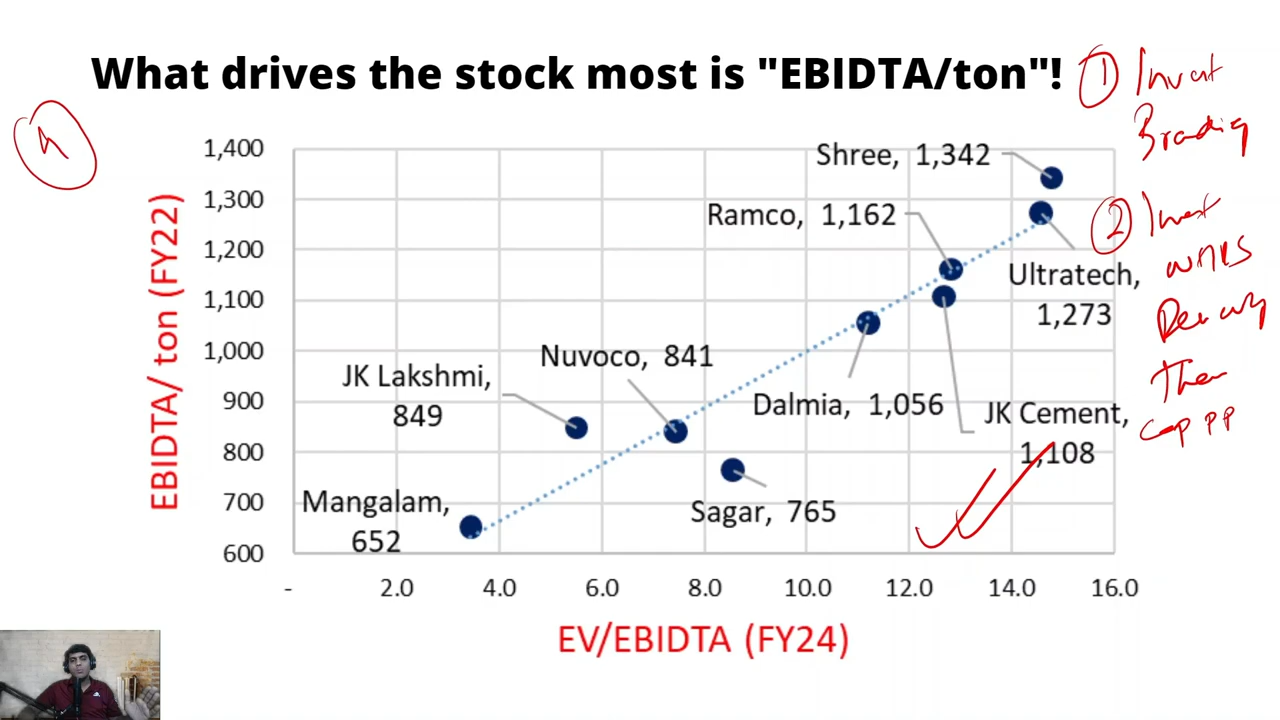 What drives the stock most is "EBIDTA/ton"!
1 Invest
Branding
2 Invest
WHRS
Then
EBIDTA/ ton (FY22)
1,400
1,300
1,200
1,100
1,000
900
800
700
600
Shree, 1,342
Ramco, 1,162
Ultratech,
1,273
Nuvoco, 841
JK Lakshmi,
849
Dalmia, 1,056
JK Cement,
1,108
Mangalam,
652
Sagar, 765
- 2.0 4.0 6.0 8.0 10.0 12.0 14.0 16.0
EV/EBIDTA (FY24)